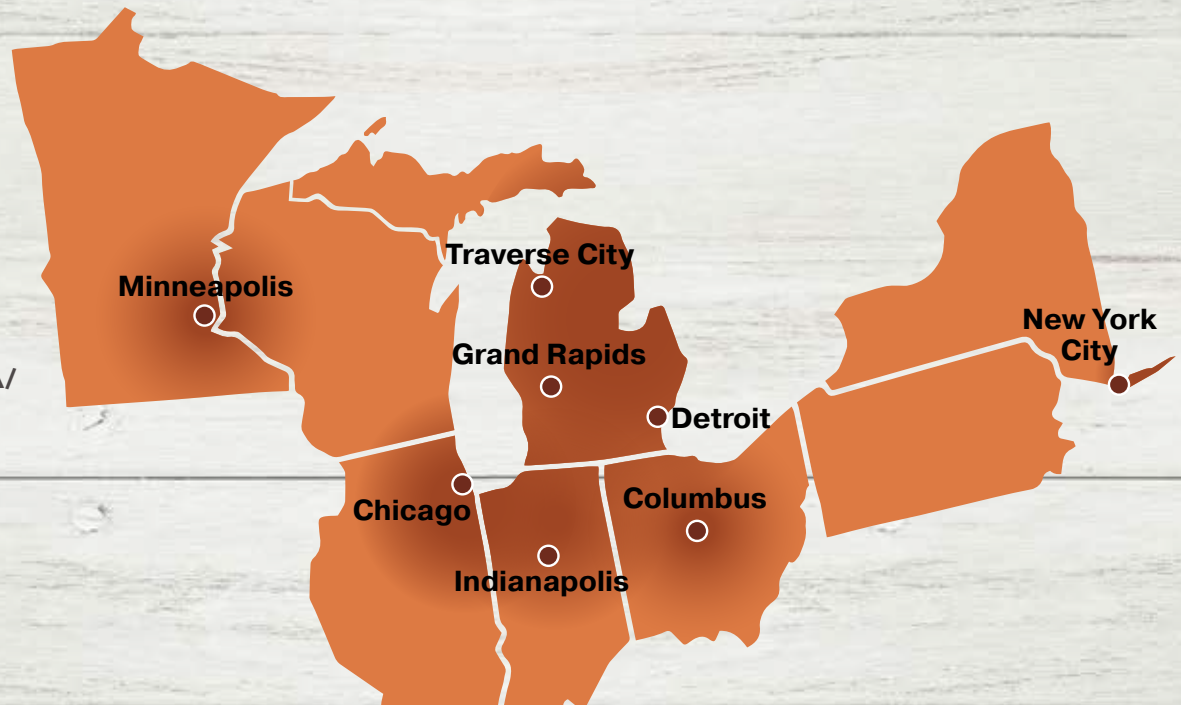 Traverse City
Minneapolis
New York
City
Grand Rapids
/
Detroit
Columbus
Chicago
Indianapolis